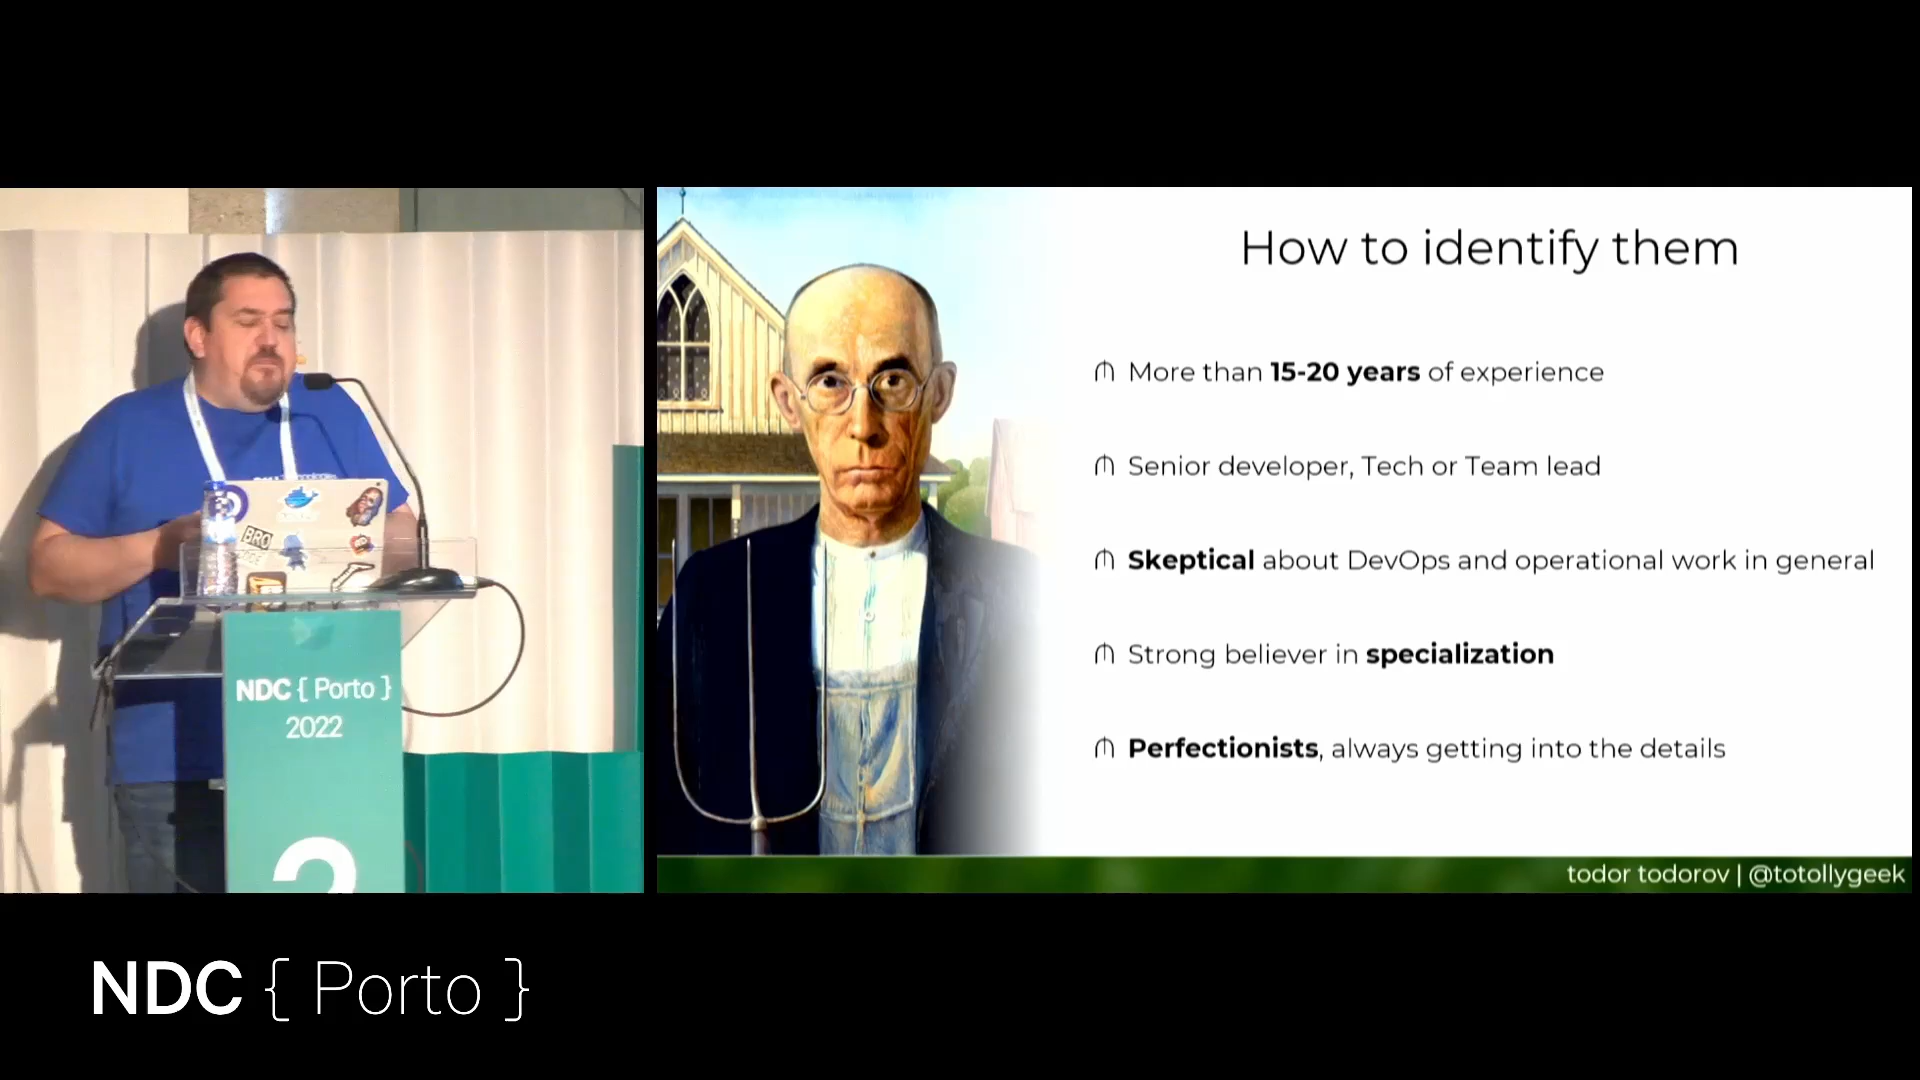 How to identify them
More than 15-20 years of experience
Senior developer, Tech or Team lead
Skeptical about DevOps and operational work in general
Strong believer in specialization
Perfectionists, always getting into the details
todor todorov | @totollygeek
BRO
NDC { Porto }
2022
NDC { Porto }